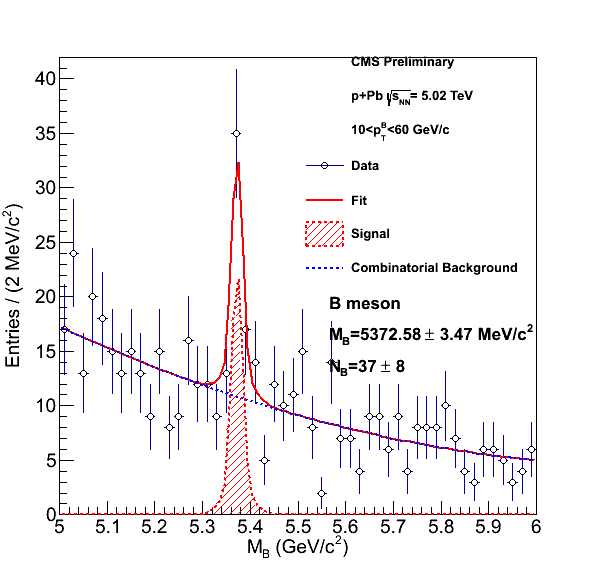 CMS Preliminary
p+Pb √sNN= 5.02 TeV
10<pTB<60 GeV/c
Data
Fit
Signal
Combinatorial Background
B meson
MB=5372.58 ± 3.47 MeV/c2
NB=37 ± 8
Entries / (2 MeV/c2)
40
35
30
25
20
15
10
5
0
5 5.1 5.2 5.3 5.4 5.5 5.6 5.7 5.8 5.9 6
MB (GeV/c2)